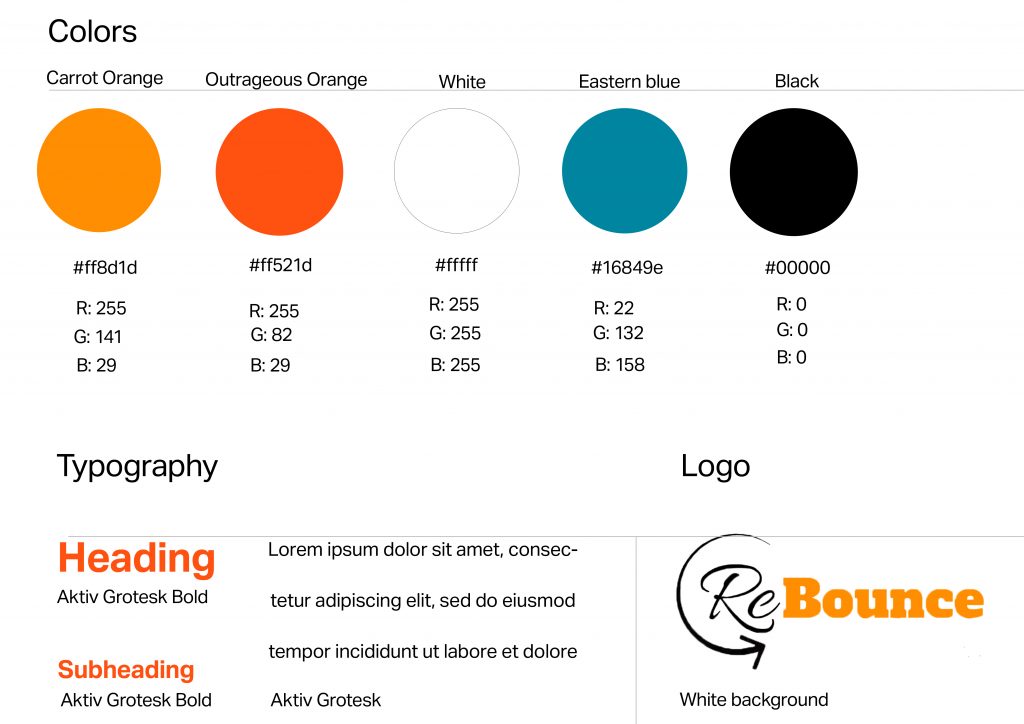 Colors
Carrot Orange
Outrageous Orange
White
Eastern blue
Black
#ff8d1d
#ff521d
#fffff
#16849e
#00000
R: 255
G: 141
B: 29
R: 255
G: 82
B: 29
R: 255
G: 255
B: 255
R: 22
G: 132
B: 158
R: 0
G: 0
B: 0
Typography
Heading
Aktiv Grotesk Bold
Subheading
Aktiv Grotesk Bold
Lorem ipsum dolor sit amet, consec-
tetur adipiscing elit, sed do eiusmod
tempor incididunt ut labore et dolore
Aktiv Grotesk
Logo
ReBounce
White background